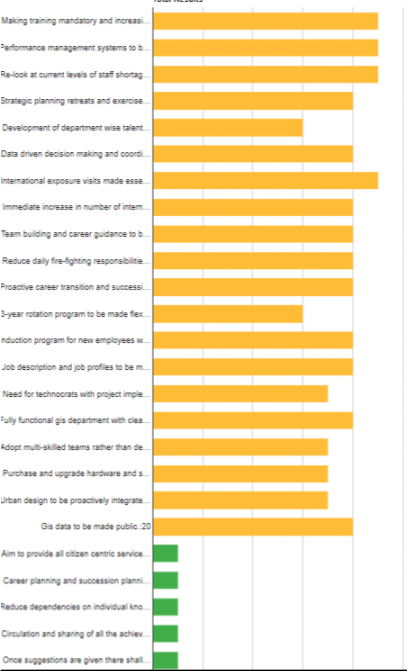 Total Results
Making training mandatory and increasi...
Performance management systems to b...
Re-look at current levels of staff shortag...
Strategic planning retreats and exercise...
Development of department wise talent...
Data driven decision making and coordi...
International exposure visits made esse...
Immediate increase in number of intern...
Team building and career guidance to b...
Reduce daily fire-fighting responsibilitie...
Proactive career transition and successi...
3-year rotation program to be made flex...
nduction program for new employees w...
Job description and job profiles to be m...
Need for technocrats with project imple...
Fully functional gis department with clea...
Adopt multi-skilled teams rather than de...
Purchase and upgrade hardware and s...
Urban design to be proactively integrate...
Gis data to be made public.:20
Aim to provide all citizen centric service...
Career planning and succession planni...
Reduce dependencies on individual kno...
Circulation and sharing of all the achiev...
Once suggestions are given there shall...